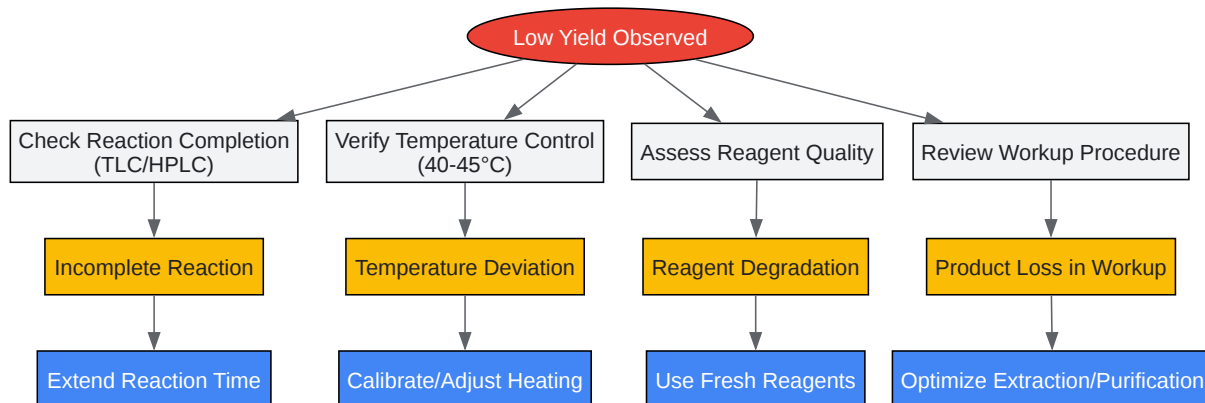 Low Yield Observed
Check Reaction Completion
(TLC/HPLC)
Verify Temperature Control
(40-45°C)
Assess Reagent Quality
Review Workup Procedure
Incomplete Reaction
Temperature Deviation
Reagent Degradation
Product Loss in Workup
Extend Reaction Time
Calibrate/Adjust Heating
Use Fresh Reagents
Optimize Extraction/Purification